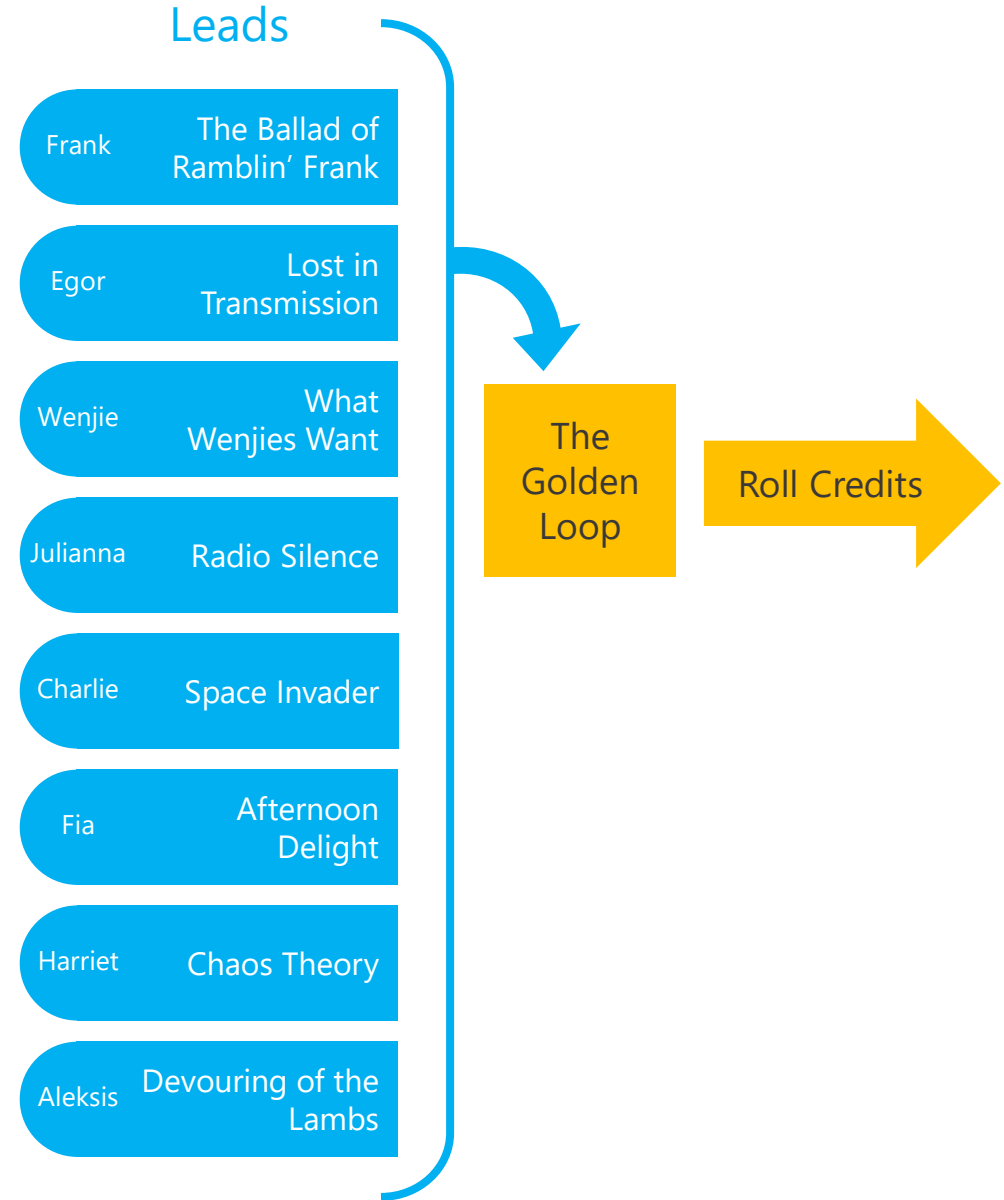 Leads
Frank
The Ballad of
Ramblin’ Frank
Egor
Lost in
Transmission
Wenjie
What
Wenjies Want
Julianna
Radio Silence
Charlie
Space Invader
Fia
Afternoon
Delight
Harriet
Chaos Theory
Aleksis
Devouring of the
Lambs
The
Golden
Loop
Roll Credits